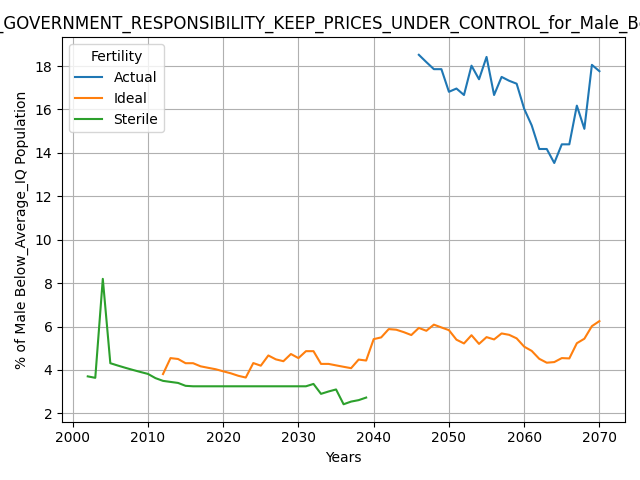 _GOVERNMENT_RESPONSIBILITY_KEEP_PRICES_UNDER_CONTROL_for_Male_B
Fertility
Actual
Ideal
Sterile
% of Male Below_Average_IQ Population
18
16
14
12
10
8
6
4
2
2000 2010 2020 2030 2040 2050 2060 2070
Years